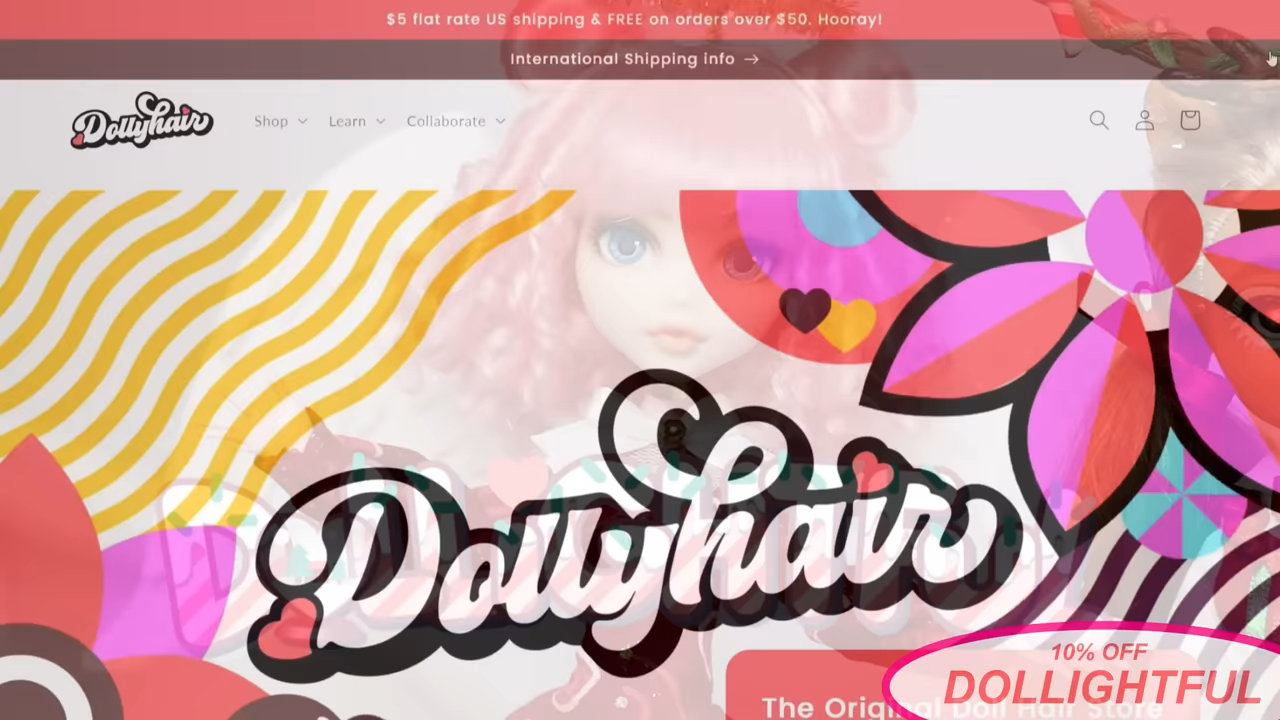 $5 flat rate US shipping & FREE on orders over $50. Hooray!
International Shipping info →
Dollyhair
Shop
Learn
Collaborate
Dollyhair
10% OFF
DOLLIGHTFUL
The Original Doll Hair Store